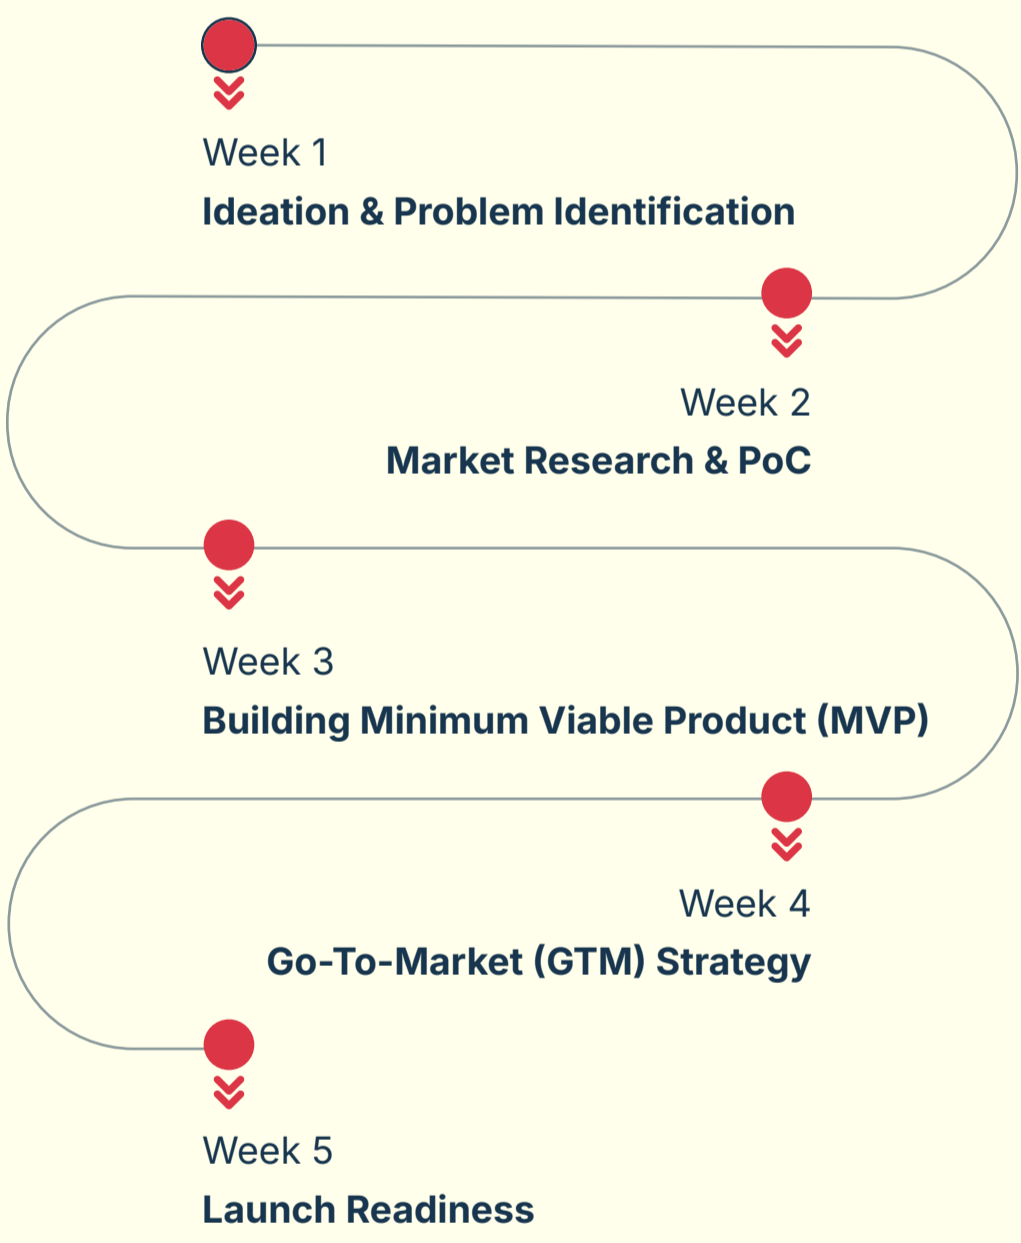 Week 1
Ideation & Problem Identification
Week 2
Market Research & PoC
Week 3
Building Minimum Viable Product (MVP)
Week 4
Go-To-Market (GTM) Strategy
Week 5
Launch Readiness